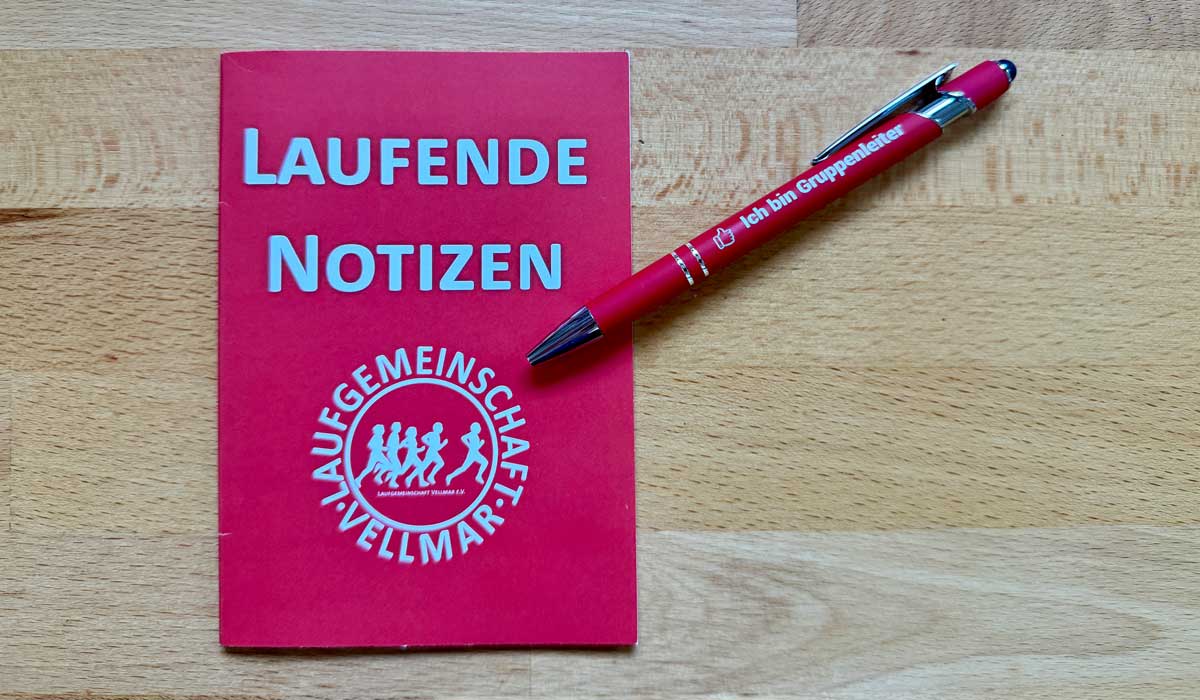 LAUFENDE
NOTIZEN
LAUFGEMEINSCHAFT
· VELLMAR ·
LAUFGEMEINSCHAFT VELLMAR E.V.
Ich bin Gruppenleiter